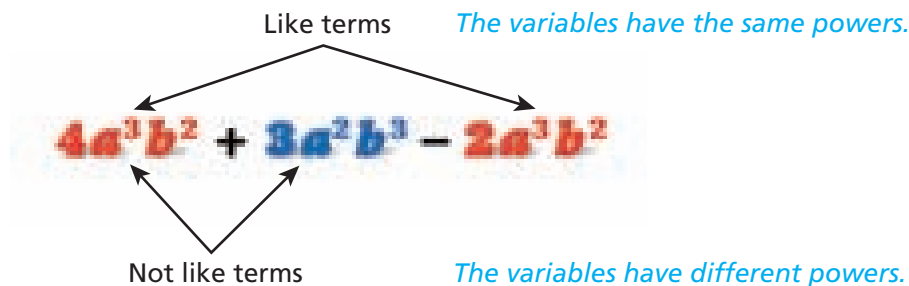 Like terms The variables have the same powers.
4a³b² + 3a²b³ − 2a³b²
Not like terms The variables have different powers.